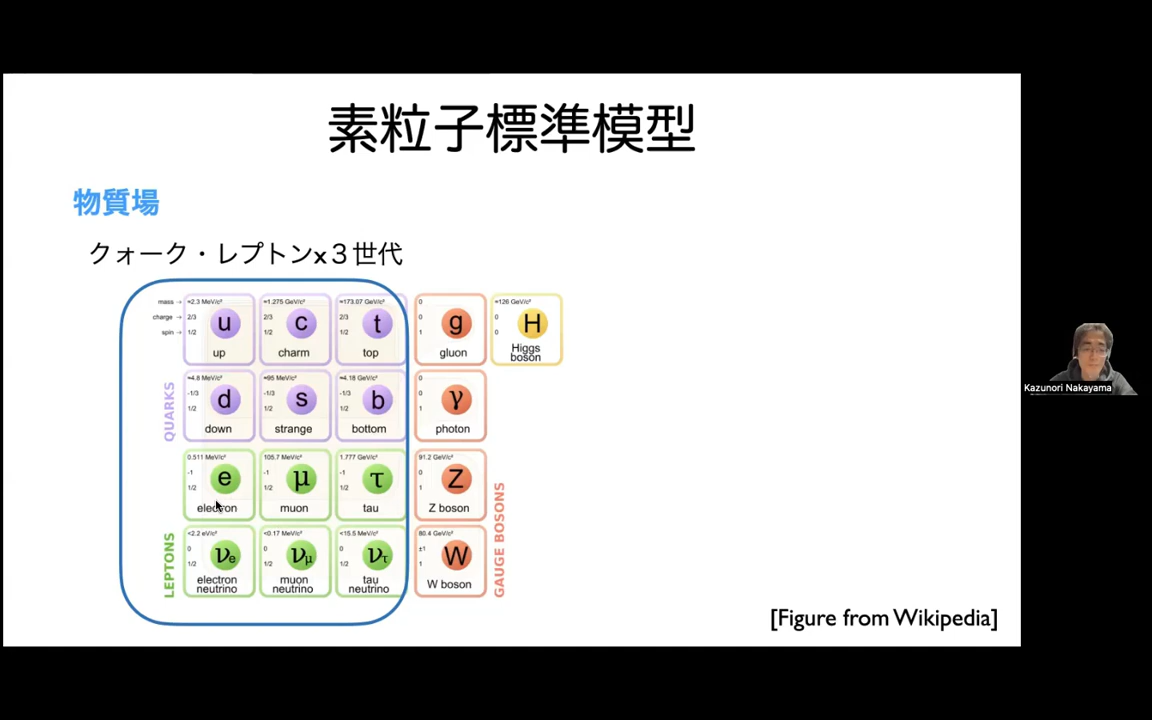 素粒子標準模型
物質場
クォーク・レプトンx３世代
mass → ≈2.3 MeV/c² ≈1.275 GeV/c² ≈173.07 GeV/c² 0 ≈126 GeV/c²
charge → 2/3 2/3 2/3 0 0
spin → 1/2 1/2 1/2 1 0
u c t g H
up charm top gluon Higgs boson
QUARKS
≈4.8 MeV/c² ≈95 MeV/c² ≈4.18 GeV/c² 0
-1/3 -1/3 -1/3 0
1/2 1/2 1/2 1
d s b γ
down strange bottom photon
0.511 MeV/c² 105.7 MeV/c² 1.777 GeV/c² 91.2 GeV/c²
-1 -1 -1 0
1/2 1/2 1/2 1
e μ τ Z
electron muon tau Z boson
LEPTONS
<2.2 eV/c² <0.17 MeV/c² <15.5 MeV/c² 80.4 GeV/c²
0 0 0 ±1
1/2 1/2 1/2 1
νe νμ ντ W
electron neutrino muon neutrino tau neutrino W boson
GAUGE BOSONS
[Figure from Wikipedia]
Kazunori Nakayama